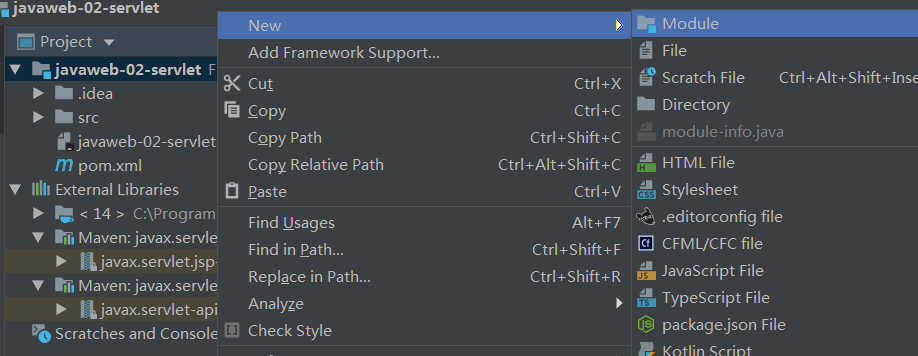 javaweb-02-servlet
Project
javaweb-02-servlet
.idea
src
javaweb-02-servlet
pom.xml
External Libraries
< 14 > C:\Program
Maven: javax.servle
javax.servlet.jsp
Maven: javax.servle
javax.servlet-api
Scratches and Console
New
Add Framework Support...
Cut Ctrl+X
Copy Ctrl+C
Copy Path Ctrl+Shift+C
Copy Relative Path Ctrl+Alt+Shift+C
Paste Ctrl+V
Find Usages Alt+F7
Find in Path... Ctrl+Shift+F
Replace in Path... Ctrl+Shift+R
Analyze
Check Style
Module
File
Scratch File Ctrl+Alt+Shift+Inse
Directory
module-info.java
HTML File
Stylesheet
.editorconfig file
CFML/CFC file
JavaScript File
TypeScript File
package.json File
Kotlin Script